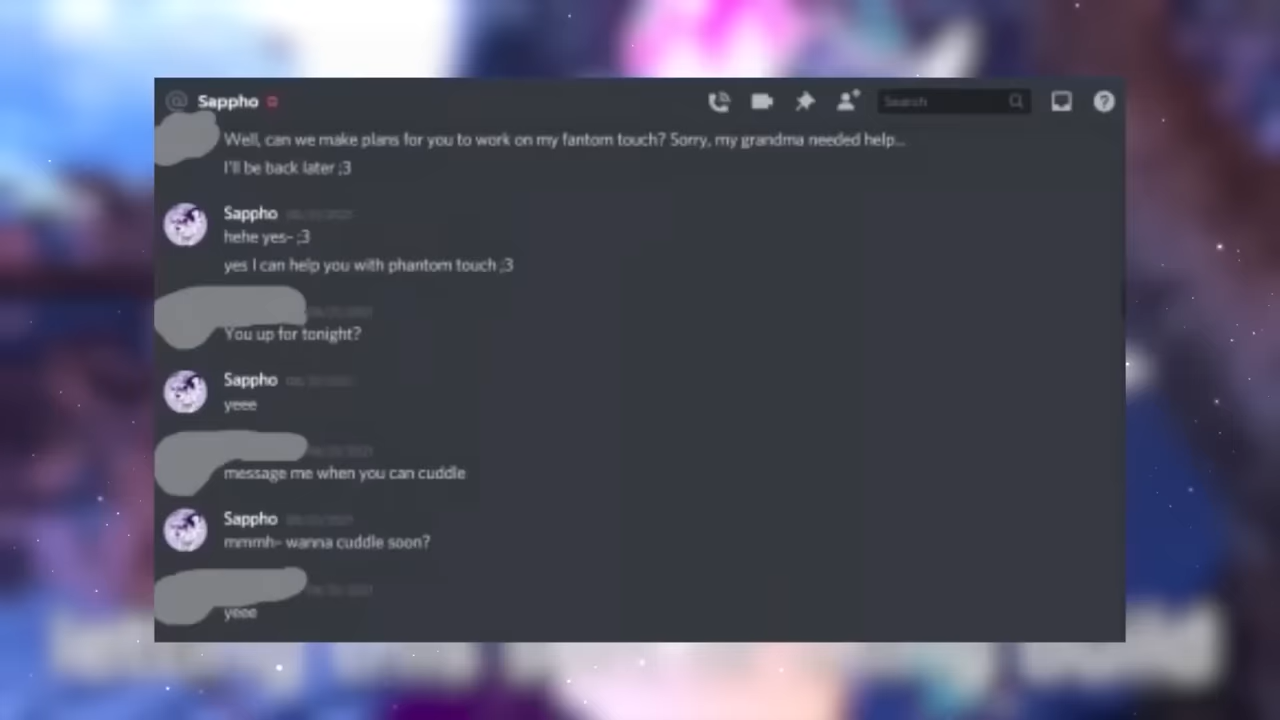 @ Sappho
Search
Well, can we make plans for you to work on my fantom touch? Sorry, my grandma needed help...
I'll be back later ;3
Sappho
hehe yes- ;3
yes I can help you with phantom touch ;3
You up for tonight?
Sappho
yeee
message me when you can cuddle
Sappho
mmmh- wanna cuddle soon?
yeee